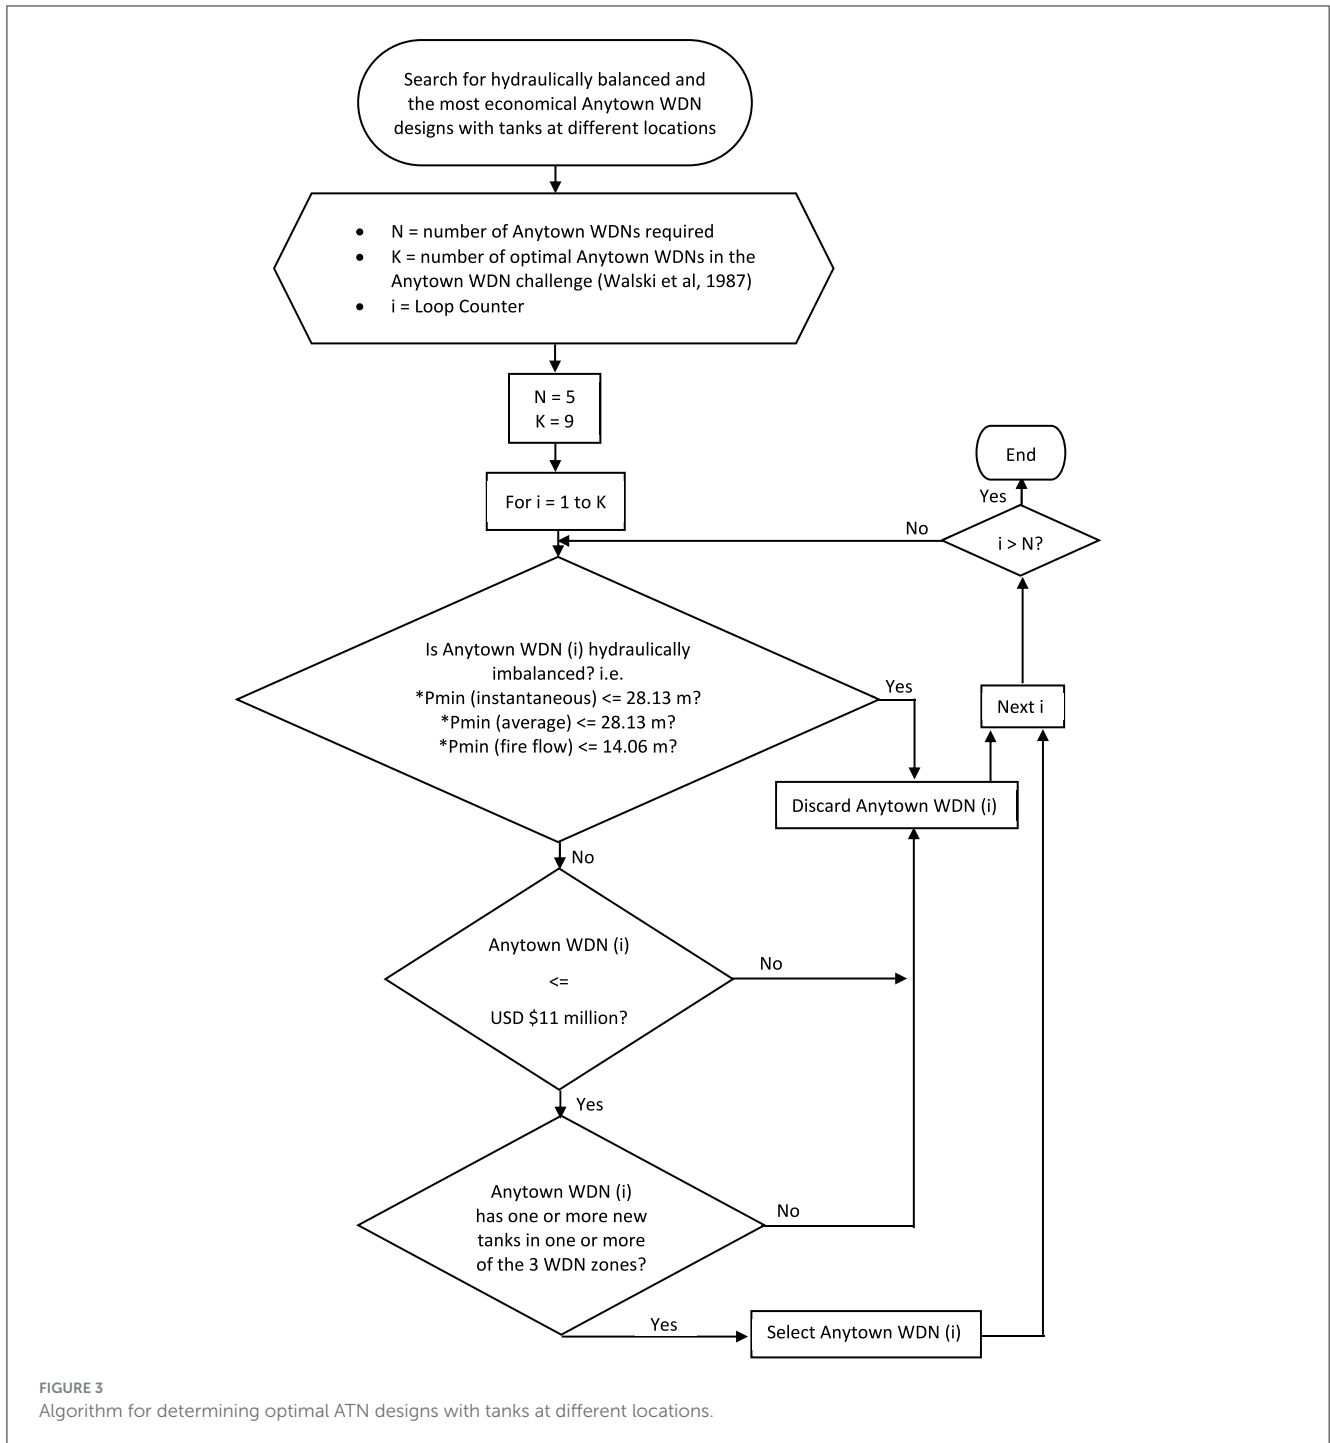 Search for hydraulically balanced and
the most economical Anytown WDN
designs with tanks at different locations
• N = number of Anytown WDNs required
• K = number of optimal Anytown WDNs in the
Anytown WDN challenge (Walski et al, 1987)
• i = Loop Counter
N = 5
K = 9
For i = 1 to K
End
Yes
i > N?
No
Is Anytown WDN (i) hydraulically
imbalanced? i.e.
*Pmin (instantaneous) <= 28.13 m?
*Pmin (average) <= 28.13 m?
*Pmin (fire flow) <= 14.06 m?
Yes
Next i
Discard Anytown WDN (i)
No
Anytown WDN (i)
<=
USD $11 million?
No
Yes
Anytown WDN (i)
has one or more new
tanks in one or more
of the 3 WDN zones?
No
Yes
Select Anytown WDN (i)
FIGURE 3
Algorithm for determining optimal ATN designs with tanks at different locations.